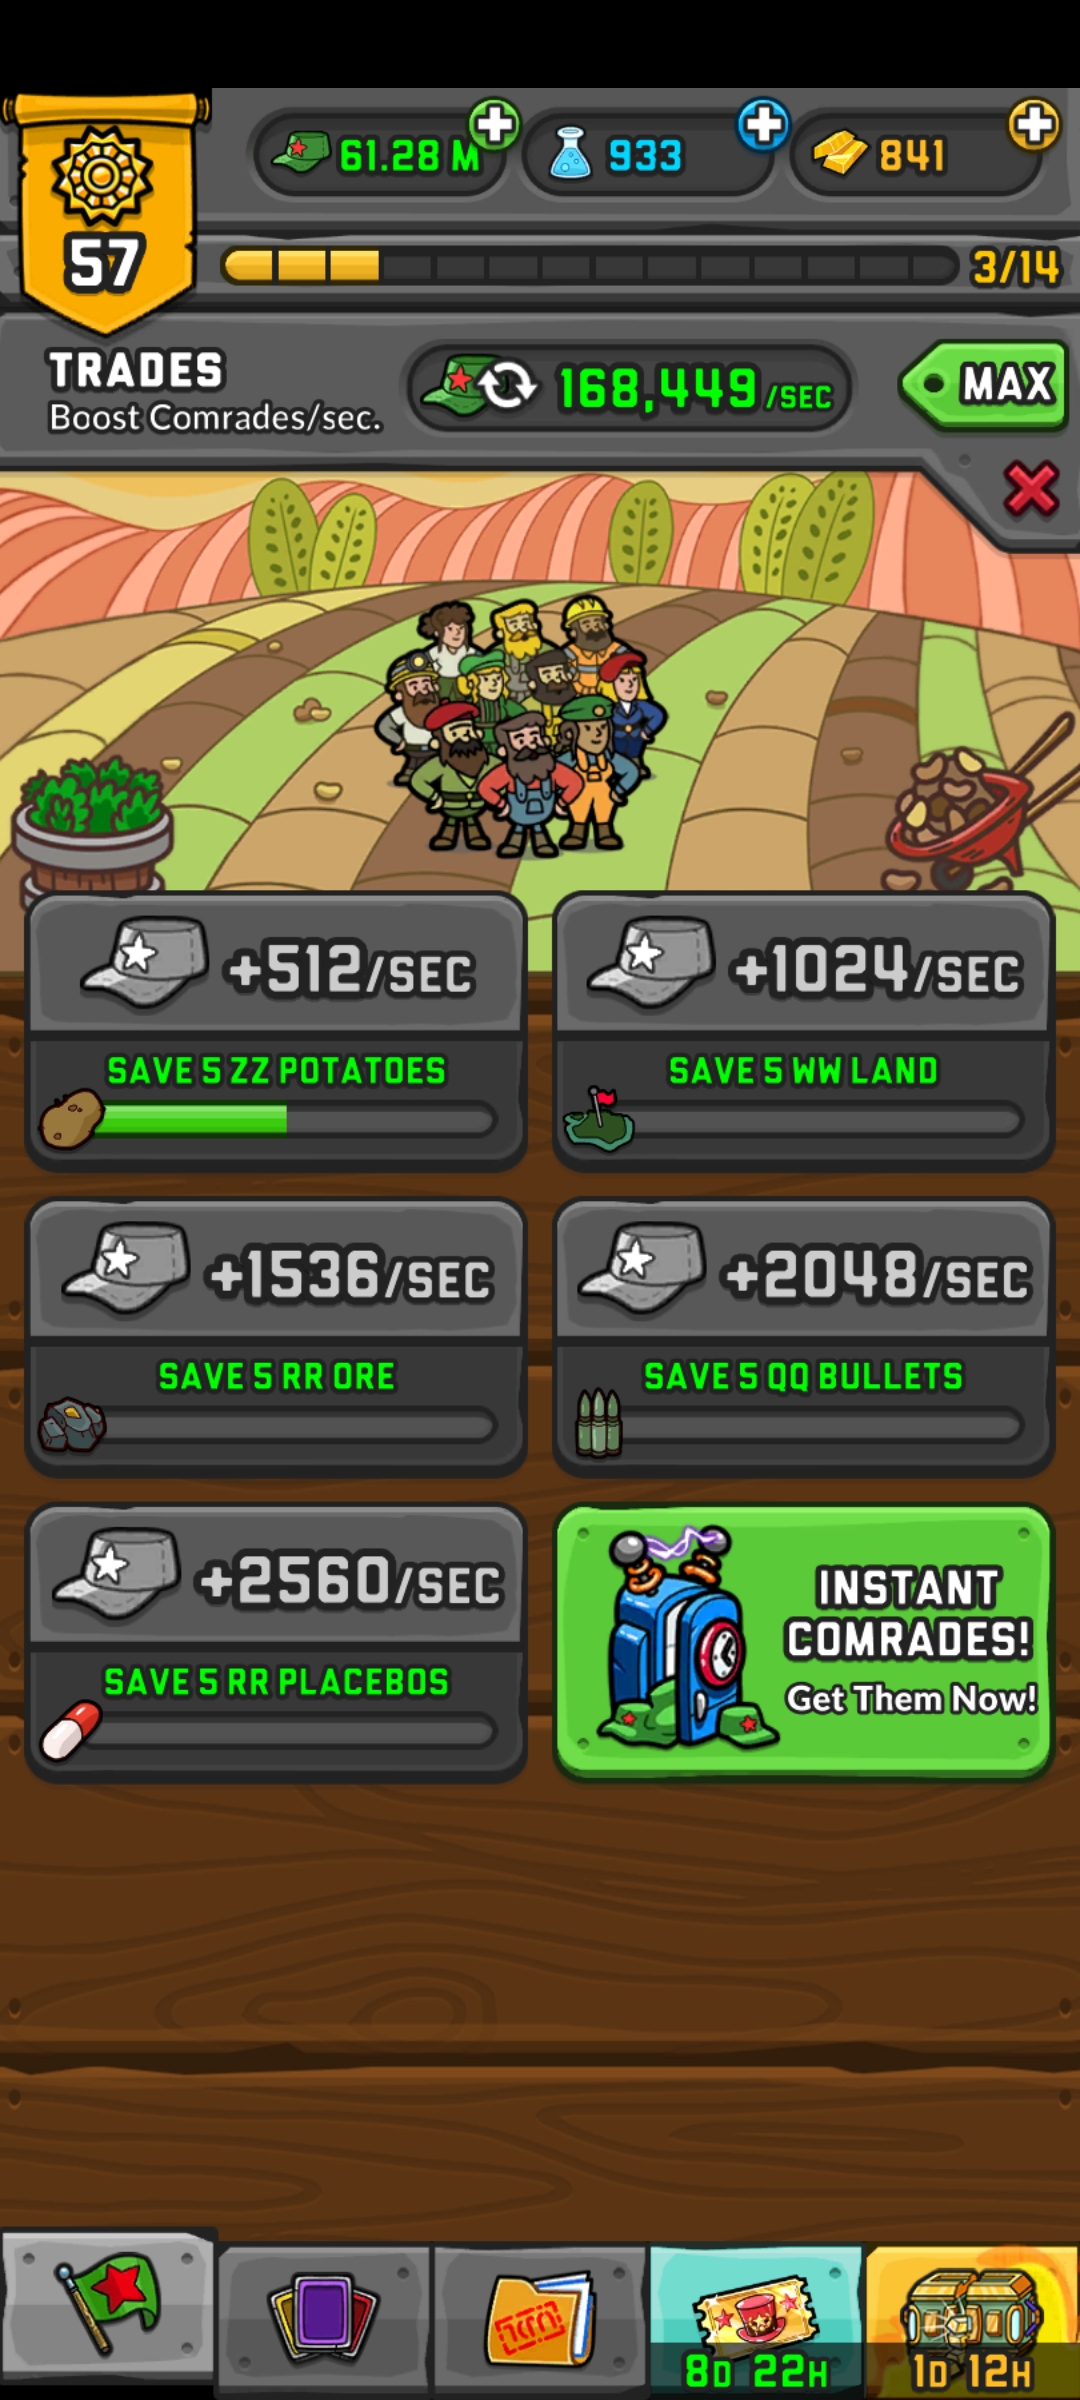 61.28 M
933
841
57
3/14
TRADES
Boost Comrades/sec.
168,449/SEC
MAX
+512/SEC
+1024/SEC
SAVE 5 ZZ POTATOES
SAVE 5 WW LAND
+1536/SEC
+2048/SEC
SAVE 5 RR ORE
SAVE 5 QQ BULLETS
+2560/SEC
SAVE 5 RR PLACEBOS
INSTANT
COMRADES!
Get Them Now!
8D 22H
1D 12H